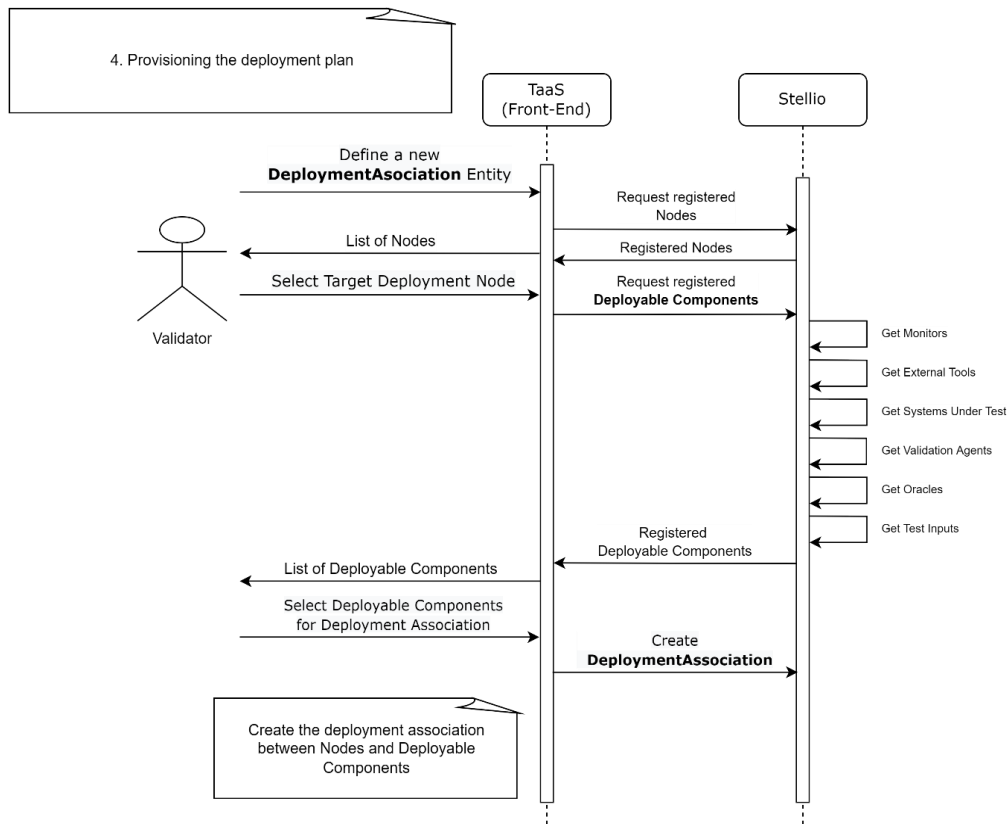 4. Provisioning the deployment plan
TaaS
(Front-End)
Stellio
Define a new
DeploymentAsociation Entity
Request registered
Nodes
List of Nodes
Registered Nodes
Select Target Deployment Node
Request registered
Deployable Components
Validator
Get Monitors
Get External Tools
Get Systems Under Test
Get Validation Agents
Get Oracles
Get Test Inputs
Registered
Deployable Components
List of Deployable Components
Select Deployable Components
for Deployment Association
Create
DeploymentAssociation
Create the deployment association
between Nodes and Deployable
Components